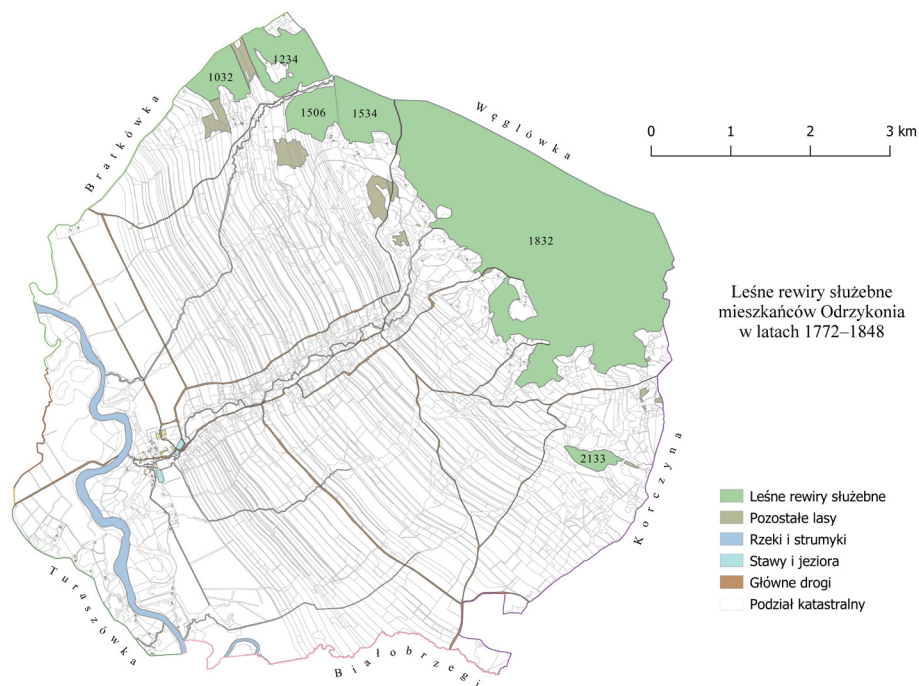 1234
1032
1506
1534
Bratkówka
Węglówka
0 1 2 3 km
1832
Leśne rewiry służebne
mieszkańców Odrzykonia
w latach 1772–1848
2133
Korczyna
Leśne rewiry służebne
Pozostałe lasy
Rzeki i strumyki
Stawy i jeziora
Główne drogi
Podział katastralny
Turaszówka
Białobrzegi